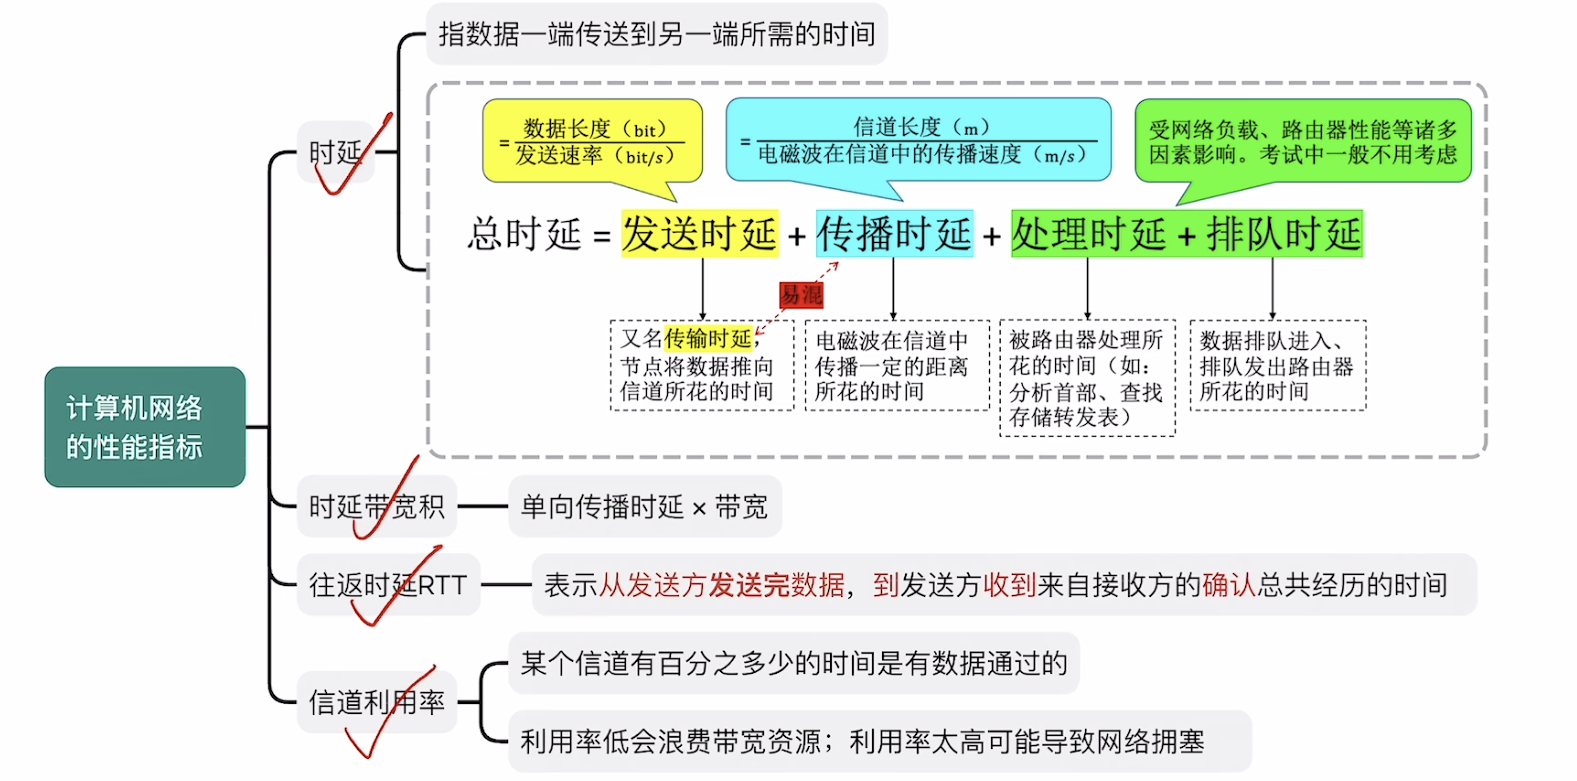 指数据一端传送到另一端所需的时间
时延
=数据长度（bit）
发送速率（bit/s）
=信道长度（m）
电磁波在信道中的传播速度（m/s）
受网络负载、路由器性能等诸多
因素影响。考试中一般不用考虑
总时延 = 发送时延 + 传播时延 + 处理时延 + 排队时延
易混
又名传输时延，
节点将数据推向
信道所花的时间
电磁波在信道中
传播一定的距离
所花的时间
被路由器处理所
花的时间（如：
分析首部、查找
存储转发表）
数据排队进入、
排队发出路由器
所花的时间
计算机网络
的性能指标
时延带宽积
单向传播时延 × 带宽
往返时延RTT
表示从发送方发送完数据，到发送方收到来自接收方的确认总共经历的时间
信道利用率
某个信道有百分之多少的时间是有数据通过的
利用率低会浪费带宽资源；利用率太高可能导致网络拥塞